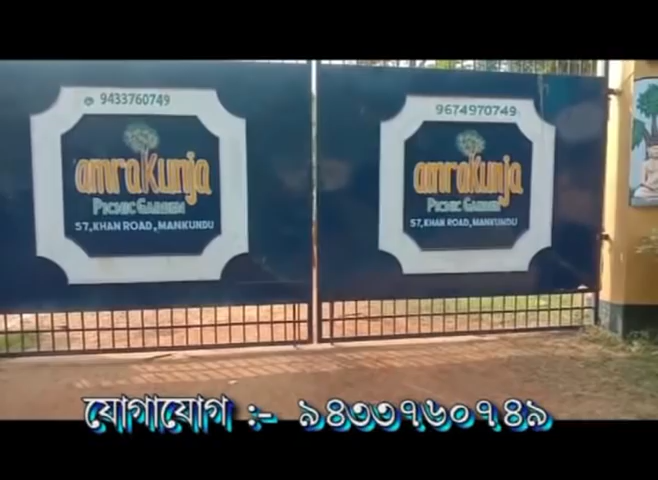 9433760749
amrakunja
PICNIC GARDEN
57, KHAN ROAD, MANKUNDU
9674970749
amrakunja
PICNIC GARDEN
57, KHAN ROAD, MANKUNDU
যোগাযোগ :- ৯৪৩৩৭৬০৭৪৯